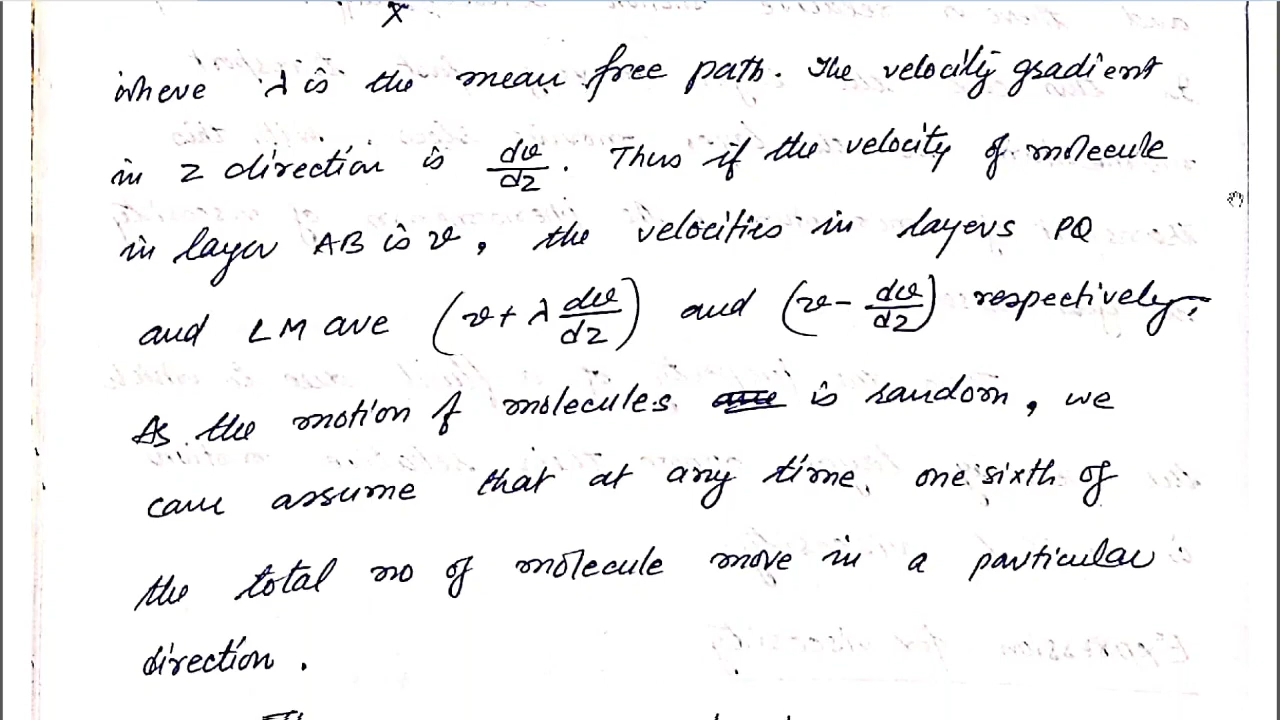 X
where λ is the mean free path. The velocity gradient
in z direction is dv/dz. Thus if the velocity of molecule
in layer AB is v, the velocities in layers PQ
and LM are (v + λ dv/dz) and (v - dv/dz) respectively.
As the motion of molecules is random, we
can assume that at any time, one sixth of
the total no of molecule move in a particular
direction.